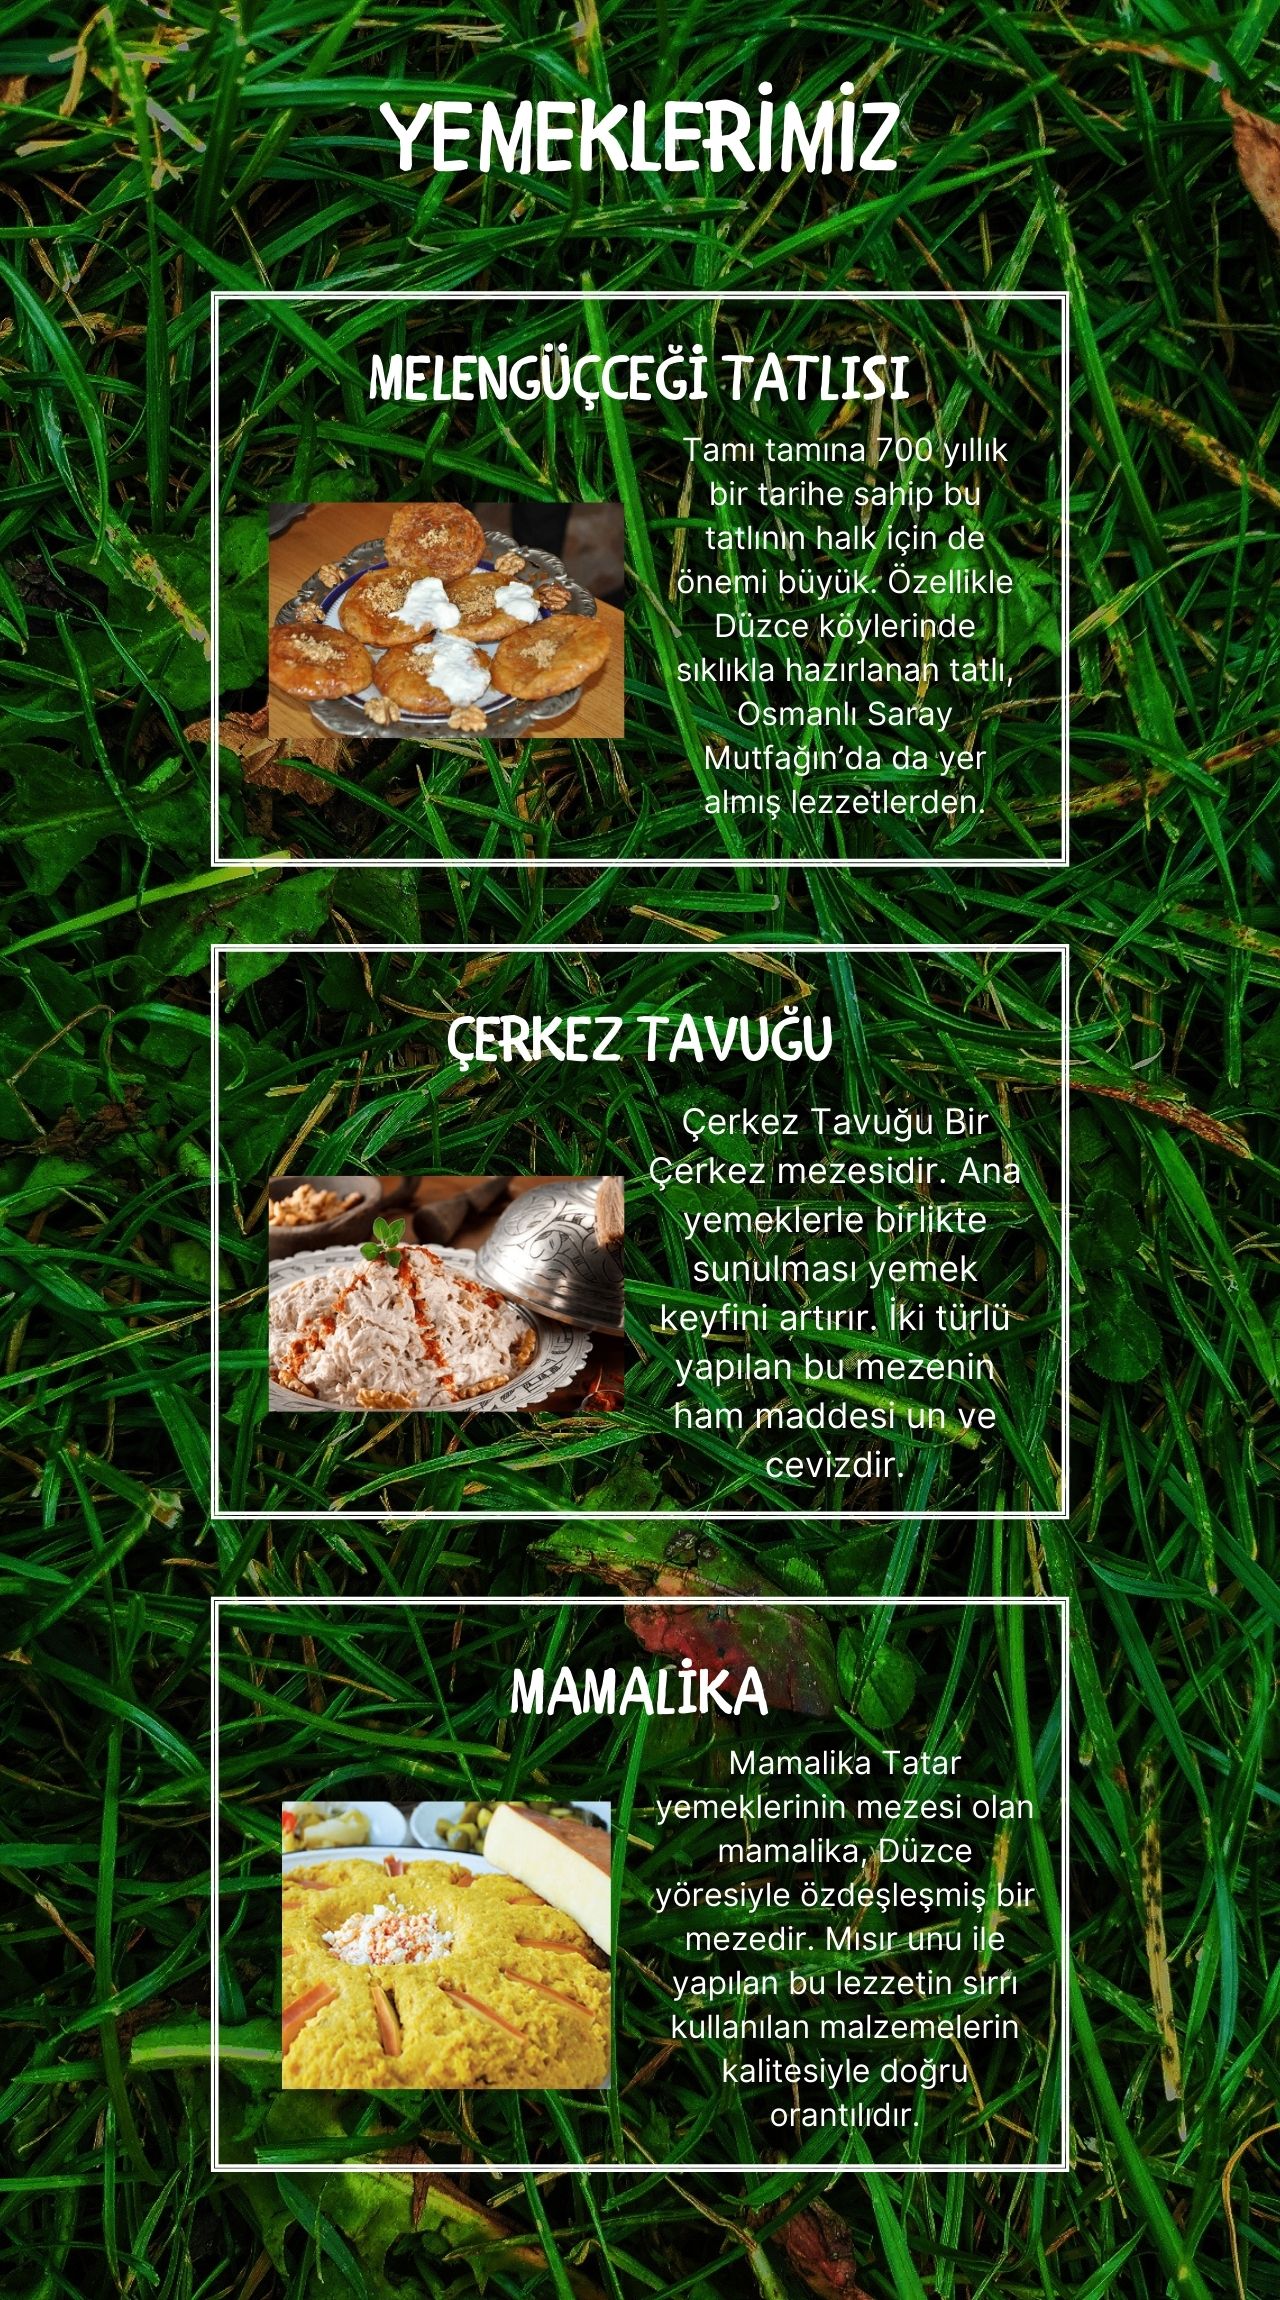 YEMEKLERİMİZ
MELENGÜÇCEĞİ TATLISI
Tamı tamına 700 yıllık
bir tarihe sahip bu
tatlının halk için de
önemi büyük. Özellikle
Düzce köylerinde
sıklıkla hazırlanan tatlı,
Osmanlı Saray
Mutfağın’da da yer
almış lezzetlerden.
ÇERKEZ TAVUĞU
Çerkez Tavuğu Bir
Çerkez mezesidir. Ana
yemeklerle birlikte
sunulması yemek
keyfini artırır. İki türlü
yapılan bu mezenin
ham maddesi un ve
cevizdir.
MAMALİKA
Mamalika Tatar
yemeklerinin mezesi olan
mamalika, Düzce
yöresiyle özdeşleşmiş bir
mezedir. Mısır unu ile
yapılan bu lezzetin sırrı
kullanılan malzemelerin
kalitesiyle doğru
orantılıdır.